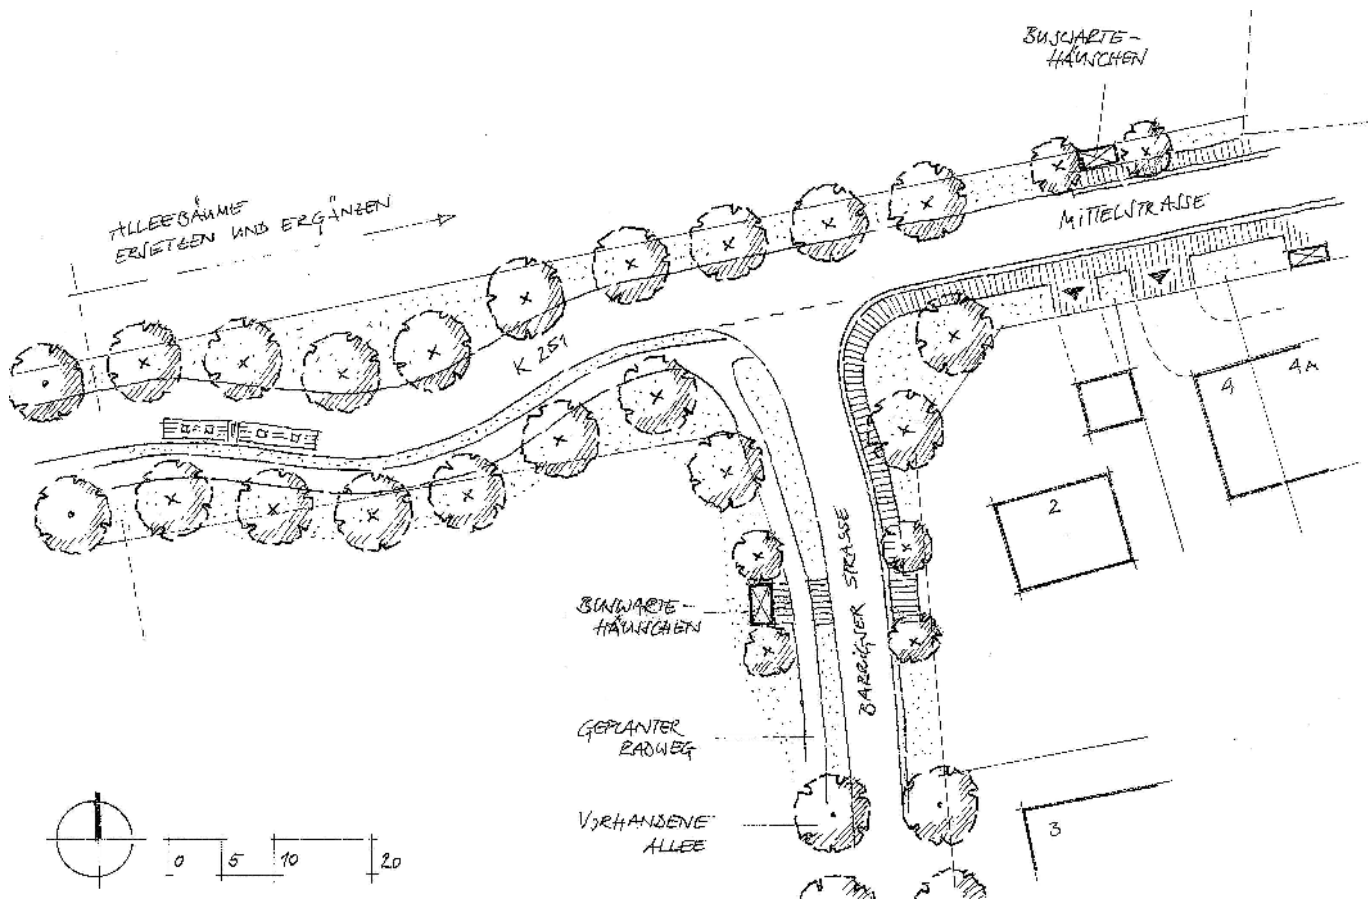 BUSWARTE-
HÄUSCHEN
ALLEEBÄUME
ERSETZEN UND ERGÄNZEN
MITTELSTRASSE
K 251
4
4A
2
BUSWARTE-
HÄUSCHEN
BARRIGSER STRASSE
GEPLANTER
RADWEG
VORHANDENE
ALLEE
3
0 5 10 20